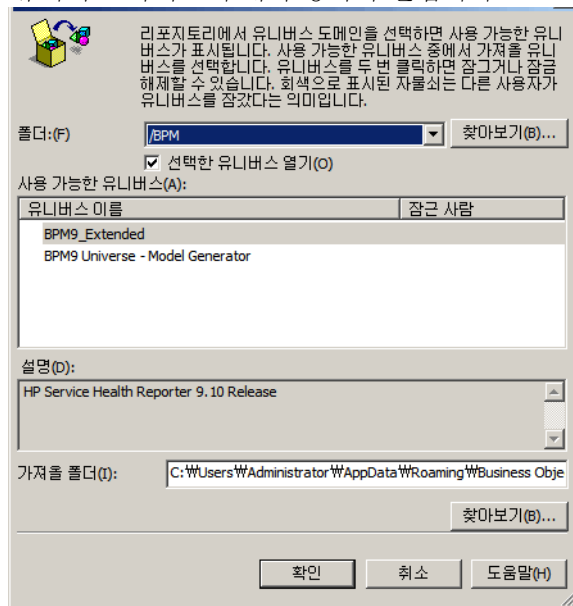 리포지토리에서 유니버스 도메인을 선택하면 사용 가능한 유니
버스가 표시됩니다. 사용 가능한 유니버스 중에서 가져올 유니
버스를 선택합니다. 유니버스를 두 번 클릭하면 잠그거나 잠금
해제할 수 있습니다. 회색으로 표시된 자물쇠는 다른 사용자가
유니버스를 잠갔다는 의미입니다.
폴더:(F) /BPM 찾아보기(B)...
선택한 유니버스 열기(O)
사용 가능한 유니버스(A):
유니버스 이름 잠근 사람
BPM9_Extended
BPM9 Universe - Model Generator
설명(D):
HP Service Health Reporter 9.10 Release
가져올 폴더(I): C:₩Users₩Administrator₩AppData₩Roaming₩Business Obje
찾아보기(B)...
확인 취소 도움말(H)